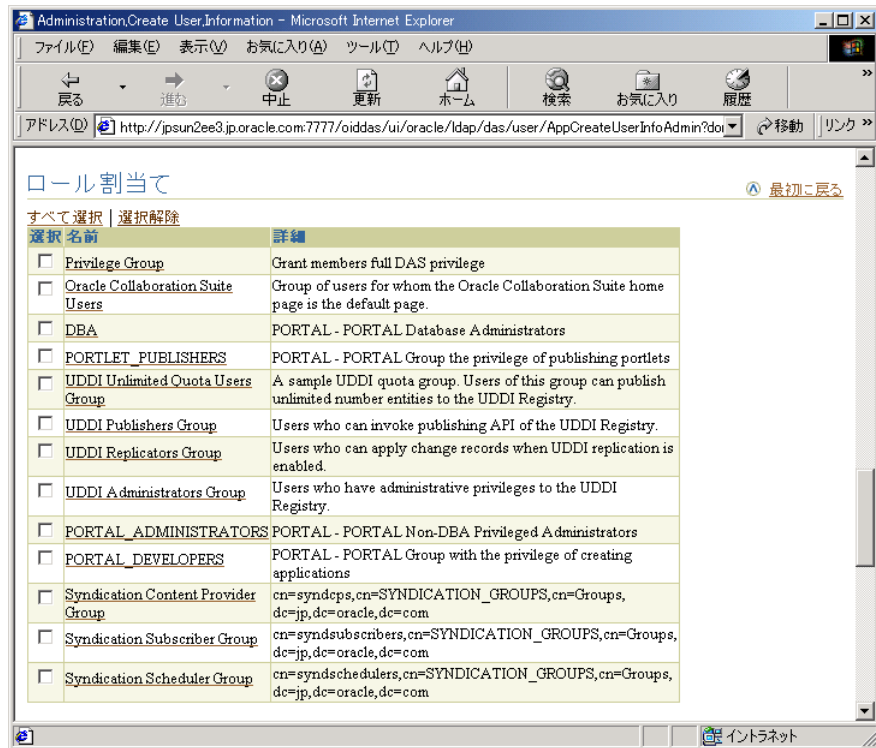 Administration,Create User,Information - Microsoft Internet Explorer
ファイル(F) 編集(E) 表示(V) お気に入り(A) ツール(T) ヘルプ(H)
戻る 進む 中止 更新 ホーム 検索 お気に入り 履歴 »
アドレス(D) http://jpsun2ee3.jp.oracle.com:7777/oiddas/ui/oracle/ldap/das/user/AppCreateUserInfoAdmin?do 移動 リンク »
ロール割当て
最初に戻る
すべて選択 | 選択解除
選択 名前 詳細
Privilege Group Grant members full DAS privilege
Oracle Collaboration Suite Group of users for whom the Oracle Collaboration Suite home
Users page is the default page.
DBA PORTAL - PORTAL Database Administrators
PORTLET_PUBLISHERS PORTAL - PORTAL Group the privilege of publishing portlets
UDDI Unlimited Quota Users A sample UDDI quota group. Users of this group can publish
Group unlimited number entities to the UDDI Registry.
UDDI Publishers Group Users who can invoke publishing API of the UDDI Registry.
UDDI Replicators Group Users who can apply change records when UDDI replication is
enabled.
UDDI Administrators Group Users who have administrative privileges to the UDDI
Registry.
PORTAL_ADMINISTRATORS PORTAL - PORTAL Non-DBA Privileged Administrators
PORTAL_DEVELOPERS PORTAL - PORTAL Group with the privilege of creating
applications
Syndication Content Provider cn=syndcps,cn=SYNDICATION_GROUPS,cn=Groups,
Group dc=jp,dc=oracle,dc=com
Syndication Subscriber Group cn=syndsubscribers,cn=SYNDICATION_GROUPS,cn=Groups,
dc=jp,dc=oracle,dc=com
Syndication Scheduler Group cn=syndschedulers,cn=SYNDICATION_GROUPS,cn=Groups,
dc=jp,dc=oracle,dc=com
イントラネット